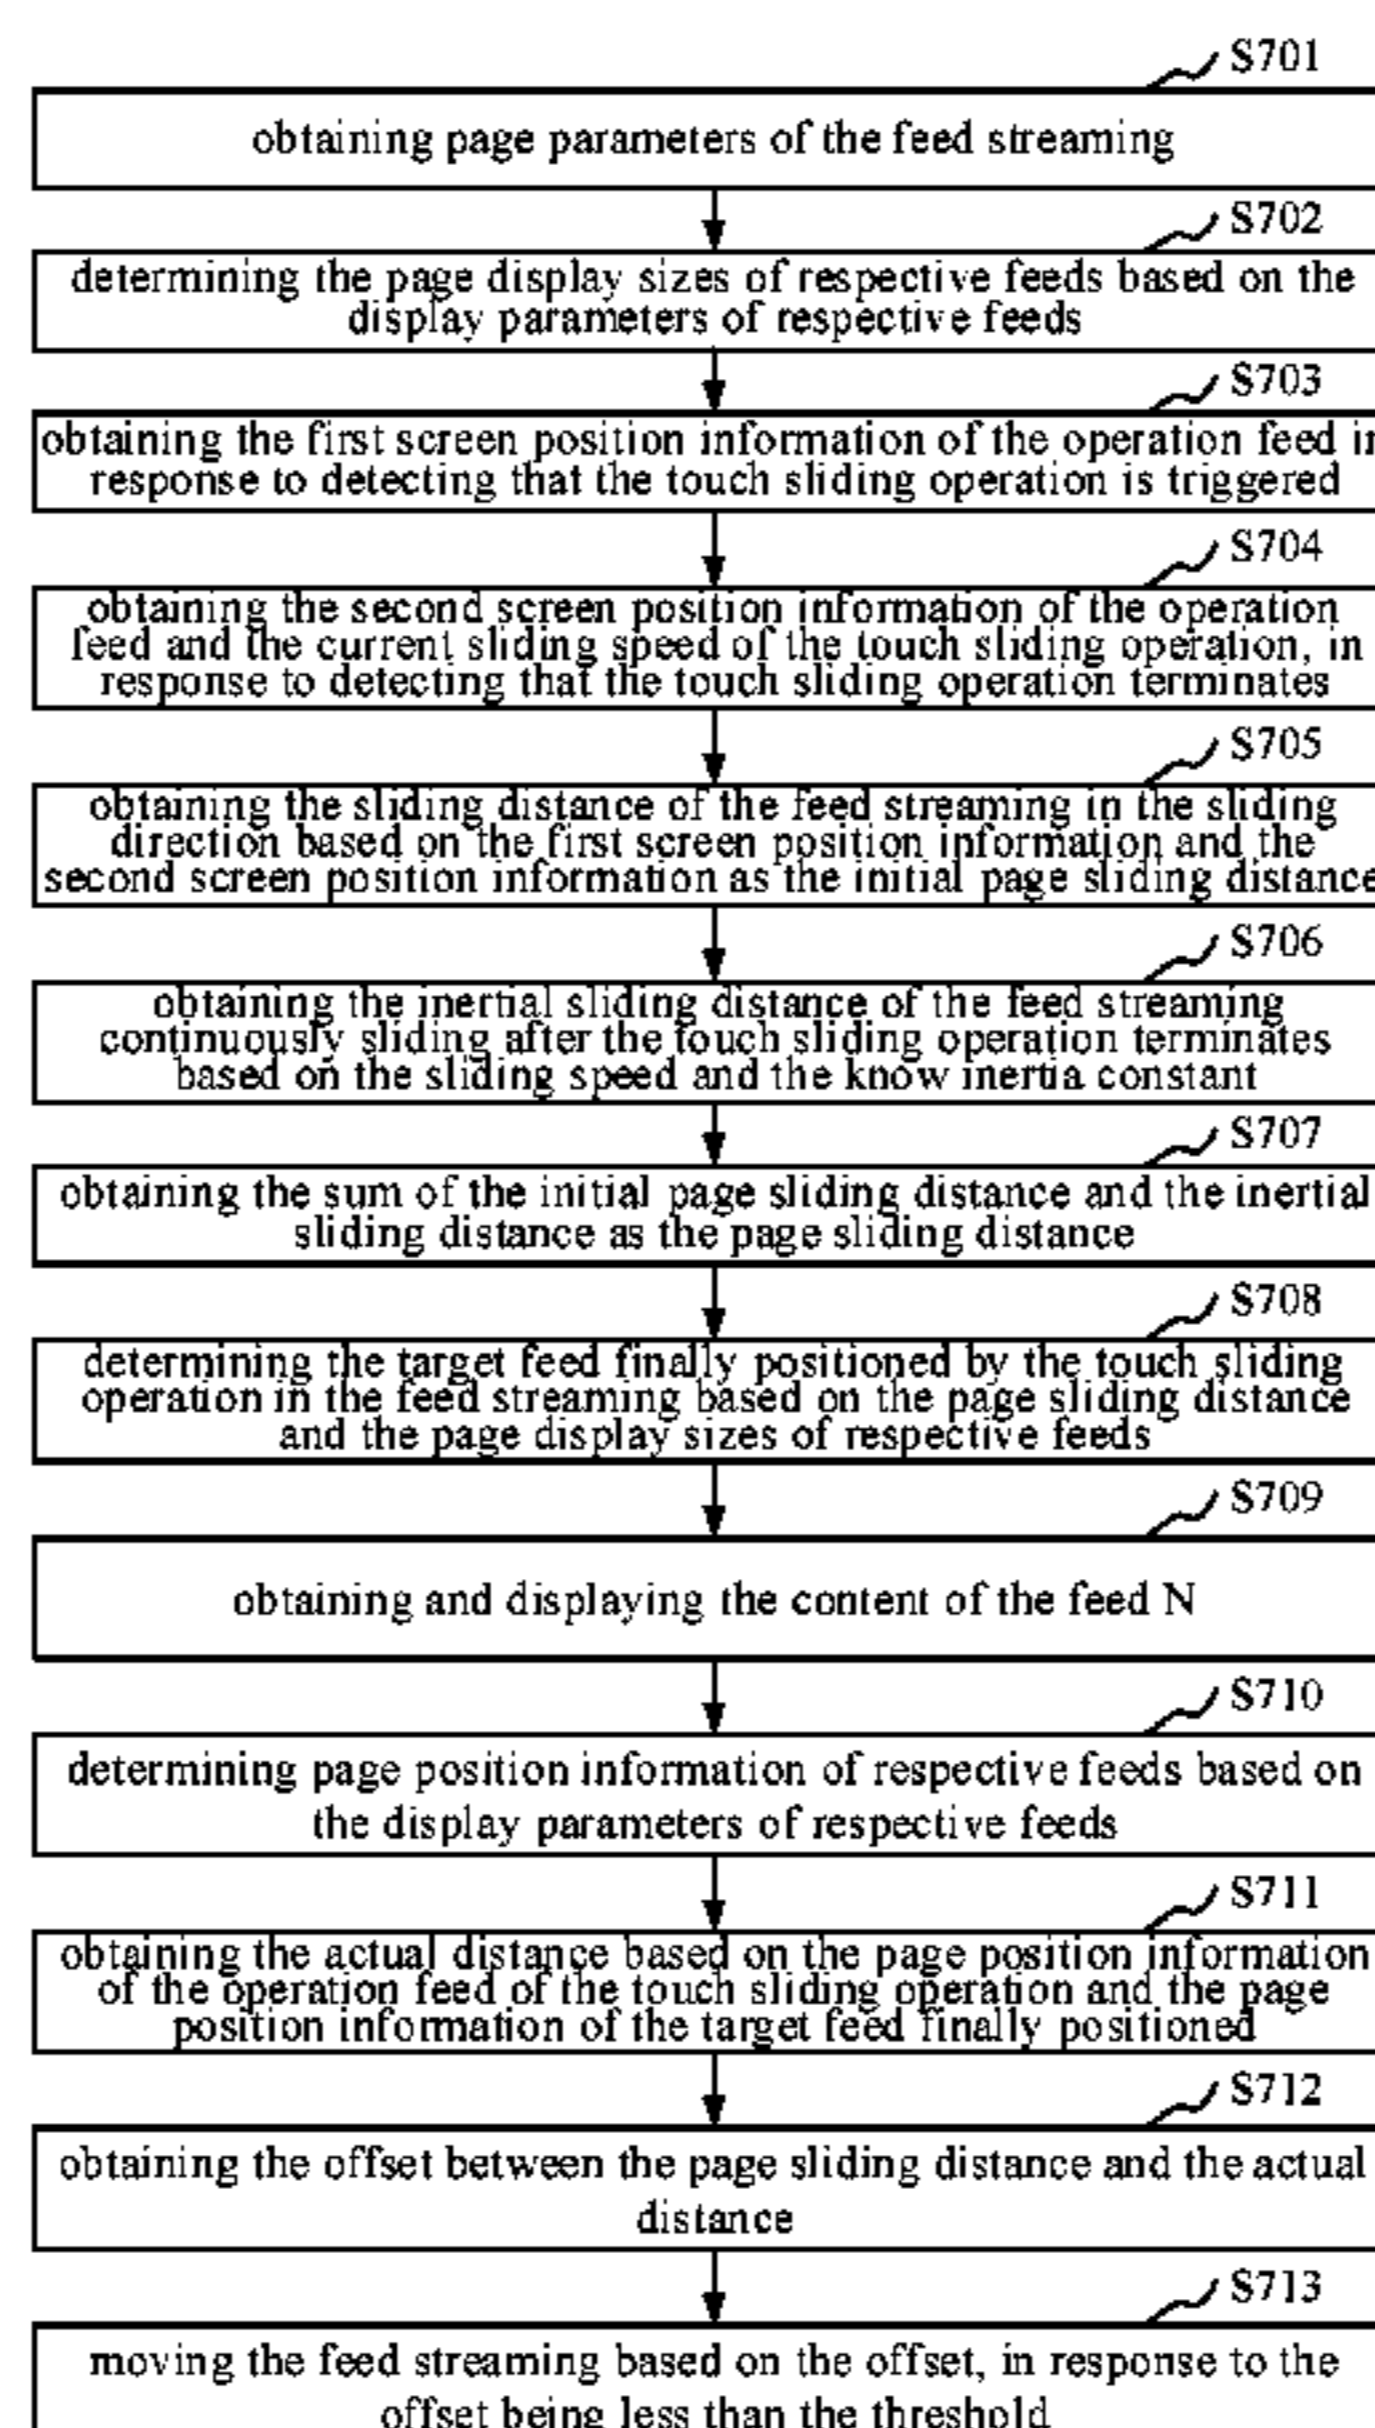 S701
obtaining page parameters of the feed streaming
S702
determining the page display sizes of respective feeds based on the
display parameters of respective feeds
S703
obtaining the first screen position information of the operation feed in
response to detecting that the touch sliding operation is triggered
S704
obtaining the second screen position information of the operation
feed and the current sliding speed of the touch sliding operation, in
response to detecting that the touch sliding operation terminates
S705
obtaining the sliding distance of the feed streaming in the sliding
direction based on the first screen position information and the
second screen position information as the initial page sliding distance
S706
obtaining the inertial sliding distance of the feed streaming
continuously sliding after the touch sliding operation terminates
based on the sliding speed and the know inertia constant
S707
obtaining the sum of the initial page sliding distance and the inertial
sliding distance as the page sliding distance
S708
determining the target feed finally positioned by the touch sliding
operation in the feed streaming based on the page sliding distance
and the page display sizes of respective feeds
S709
obtaining and displaying the content of the feed N
S710
determining page position information of respective feeds based on
the display parameters of respective feeds
S711
obtaining the actual distance based on the page position information
of the operation feed of the touch sliding operation and the page
position information of the target feed finally positioned
S712
obtaining the offset between the page sliding distance and the actual
distance
S713
moving the feed streaming based on the offset, in response to the
offset being less than the threshold